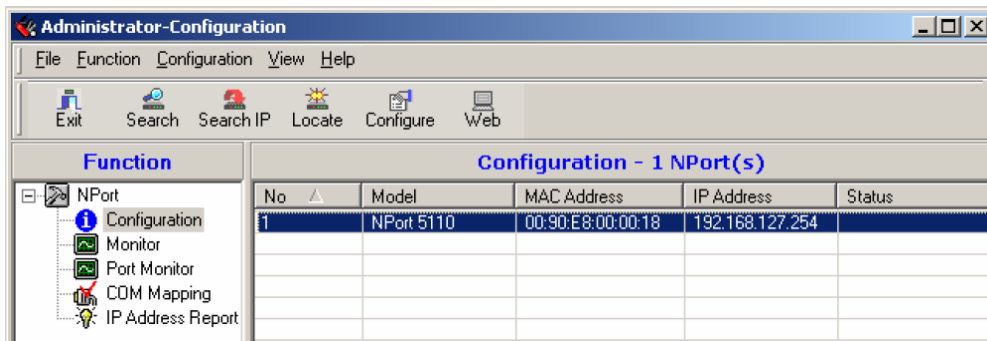 Administrator-Configuration
File Function Configuration View Help
Exit Search Search IP Locate Configure Web
Function
Configuration - 1 NPort(s)
NPort
Configuration
Monitor
Port Monitor
COM Mapping
IP Address Report
No Model MAC Address IP Address Status
1 NPort 5110 00:90:E8:00:00:18 192.168.127.254